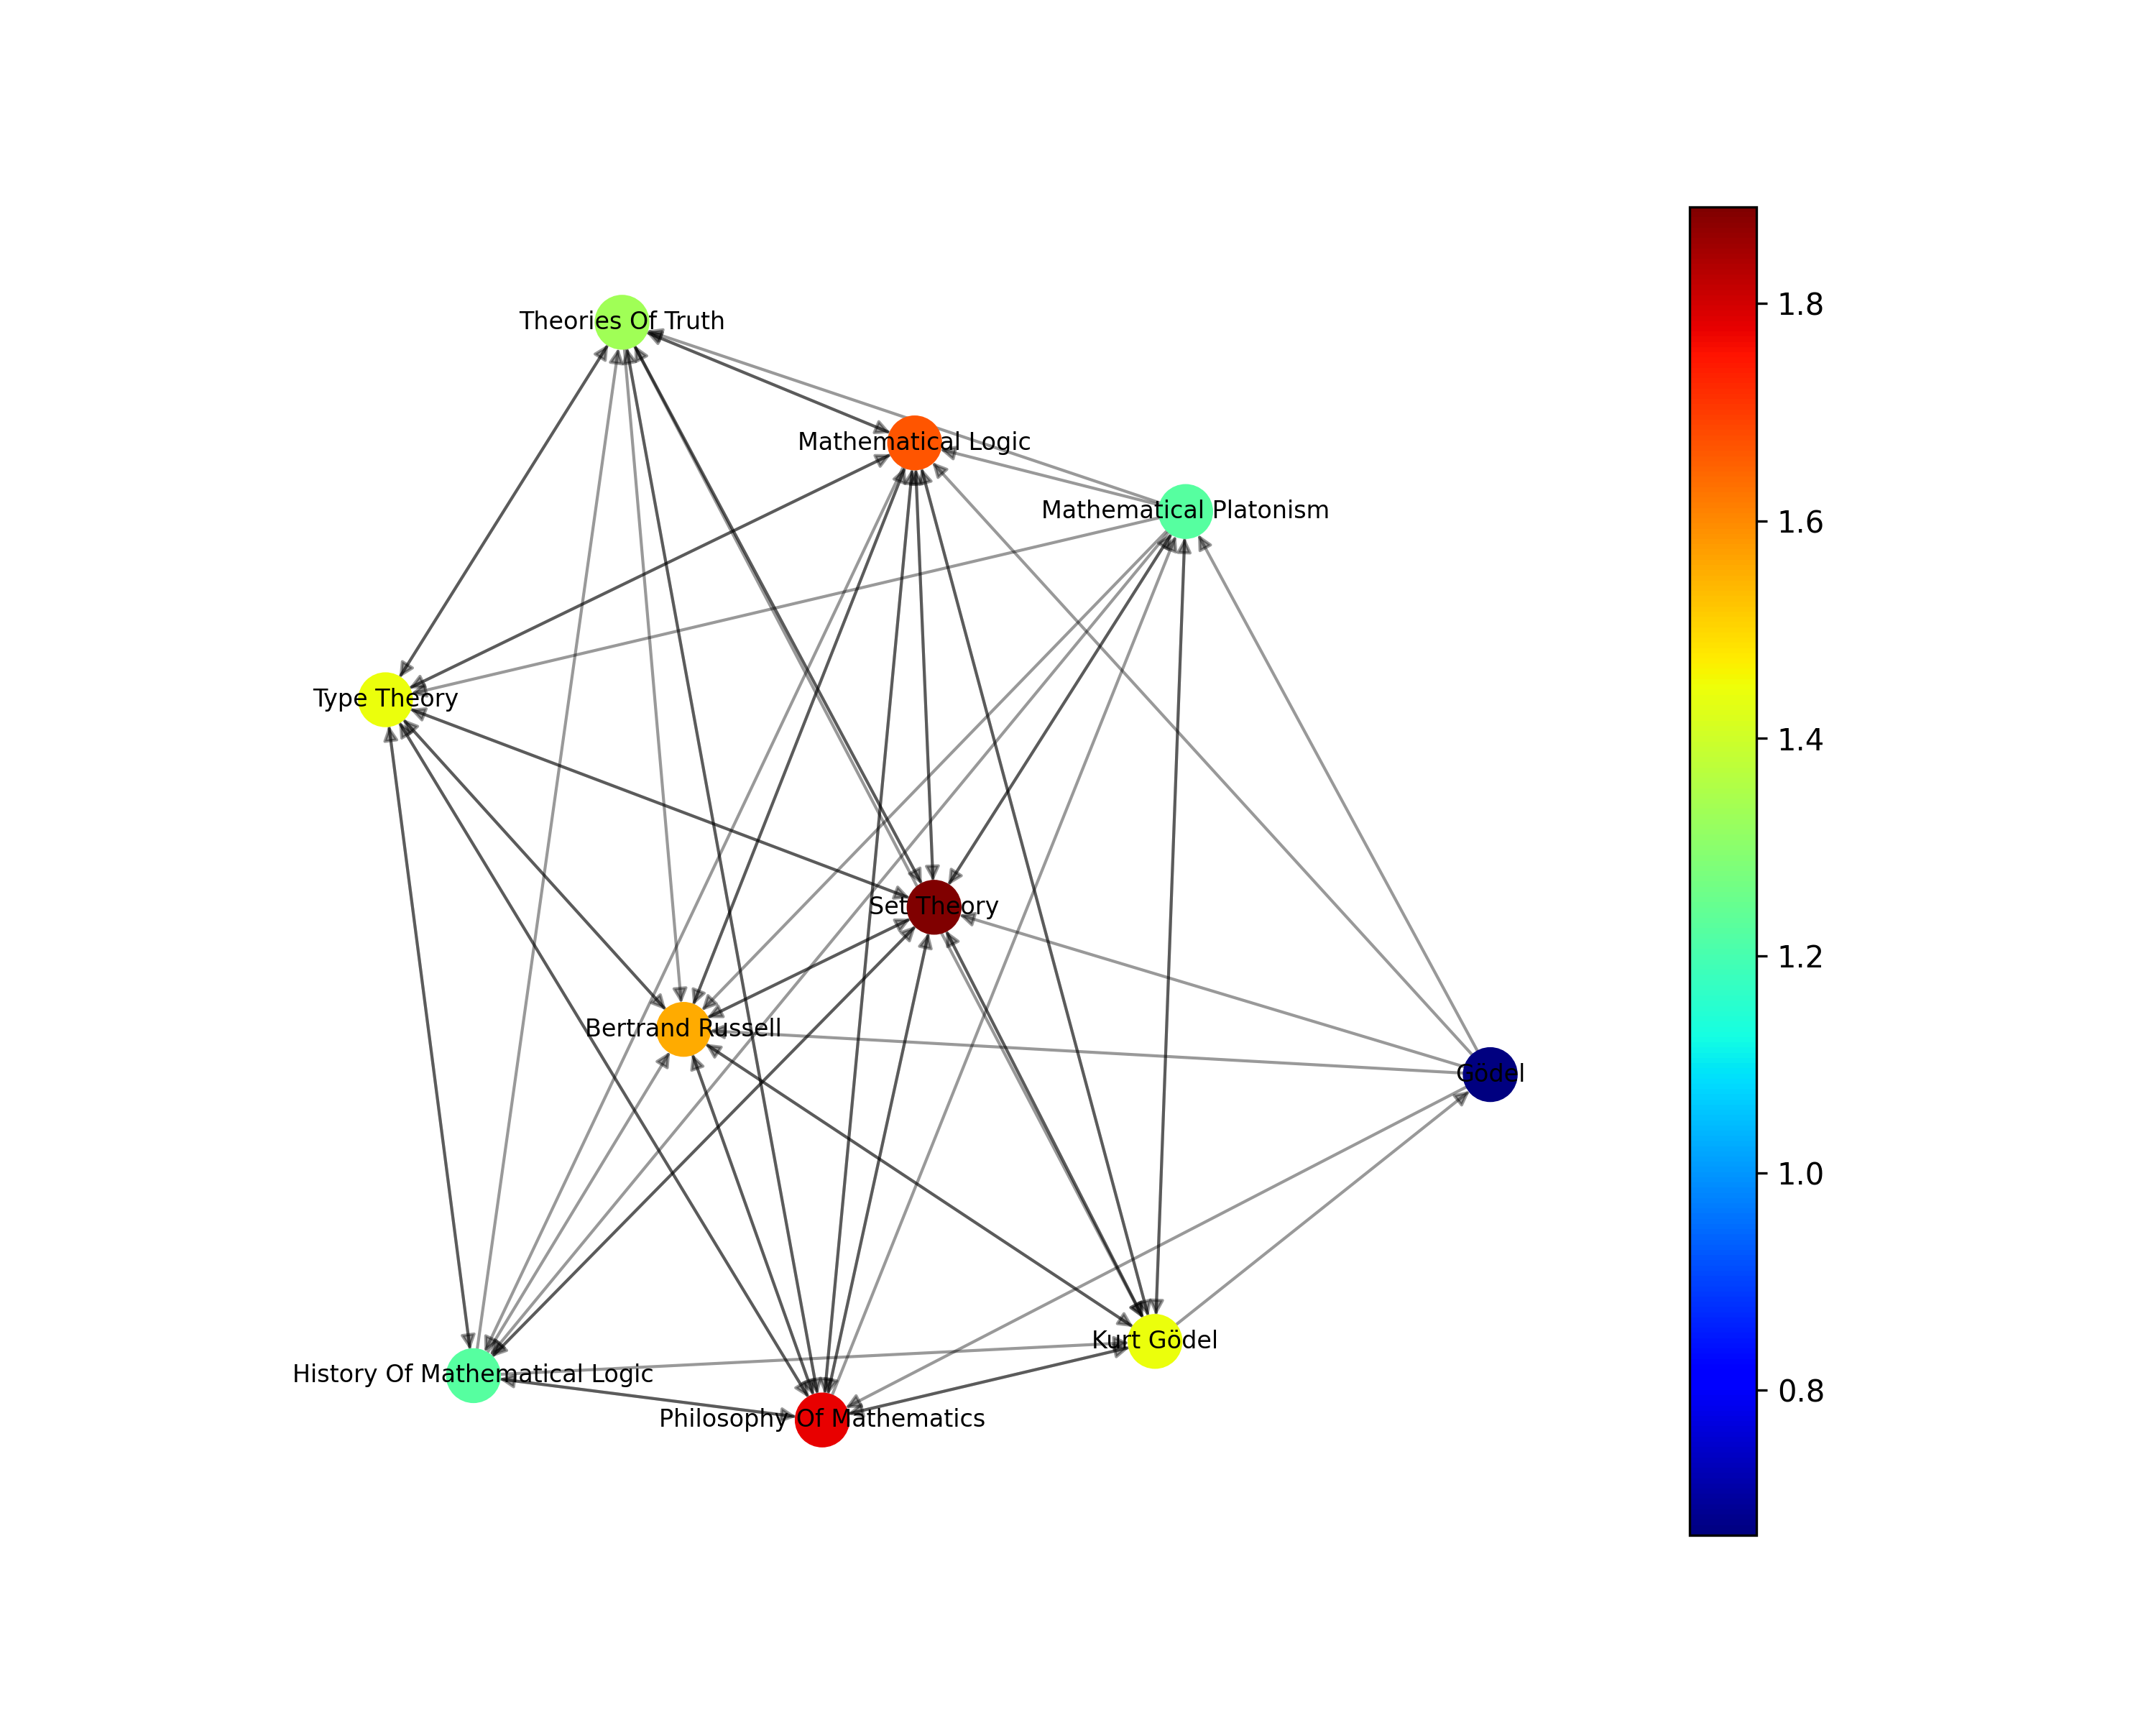 Theories Of Truth
Mathematical Logic
Mathematical Platonism
Type Theory
Set Theory
Bertrand Russell
Gödel
Kurt Gödel
History Of Mathematical Logic
Philosophy Of Mathematics
1.8
1.6
1.4
1.2
1.0
0.8